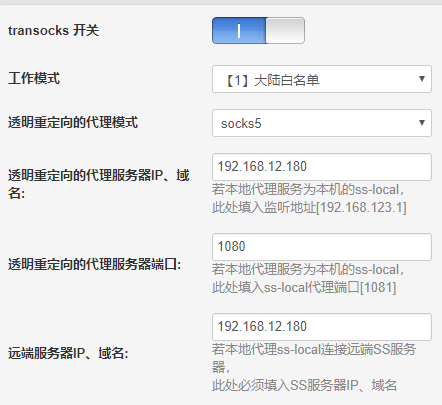 transocks 开关
工作模式
【1】大陆白名单
透明重定向的代理模式
socks5
透明重定向的代理服务器IP、域
名:
192.168.12.180
若本地代理服务为本机的ss-local，
此处填入监听地址[192.168.123.1]
透明重定向的代理服务器端口:
1080
若本地代理服务为本机的ss-local，
此处填入ss-local代理端口[1081]
远端服务器IP、域名:
192.168.12.180
若本地代理ss-local连接远端SS服务
器，
此处必须填入SS服务器IP、域名